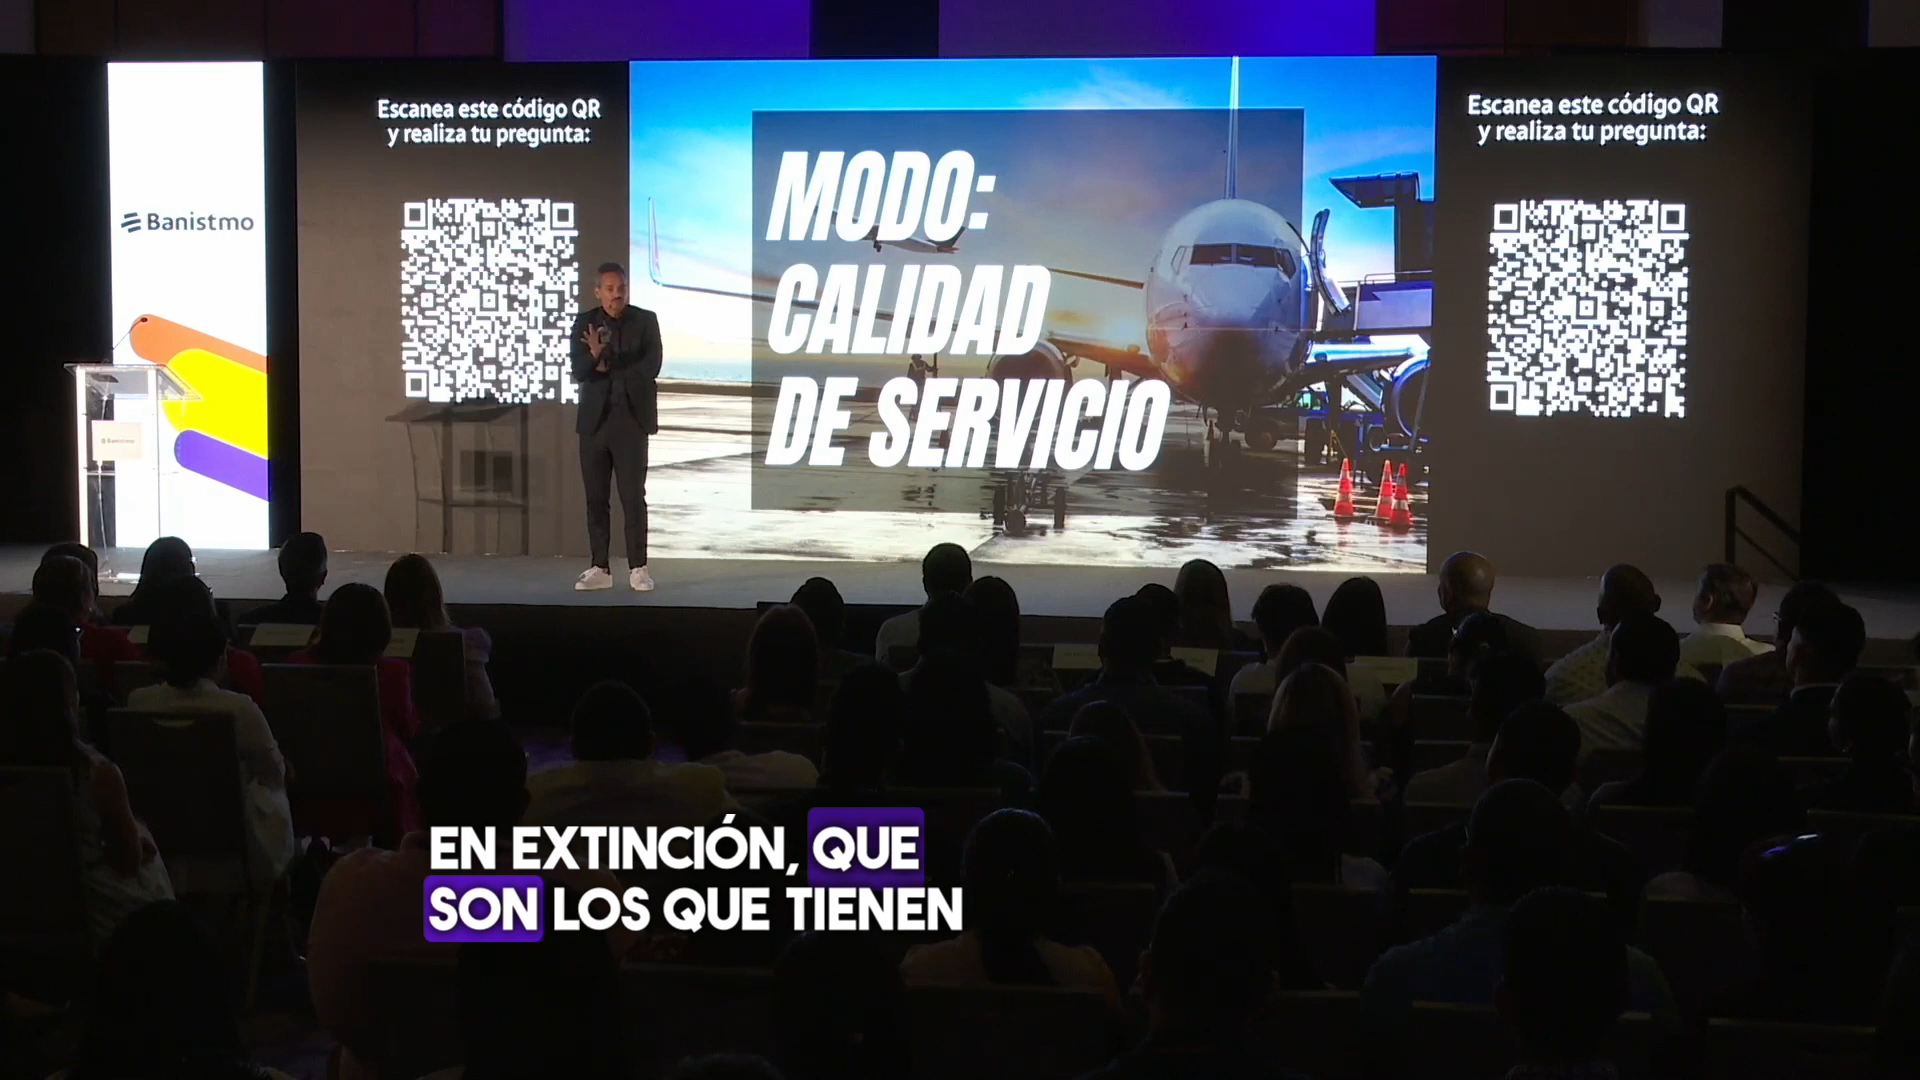 Escanea este código QR
y realiza tu pregunta:
Banistmo
MODO:
CALIDAD
DE SERVICIO
Escanea este código QR
y realiza tu pregunta:
Banistmo
EN EXTINCIÓN, QUE
SON LOS QUE TIENEN